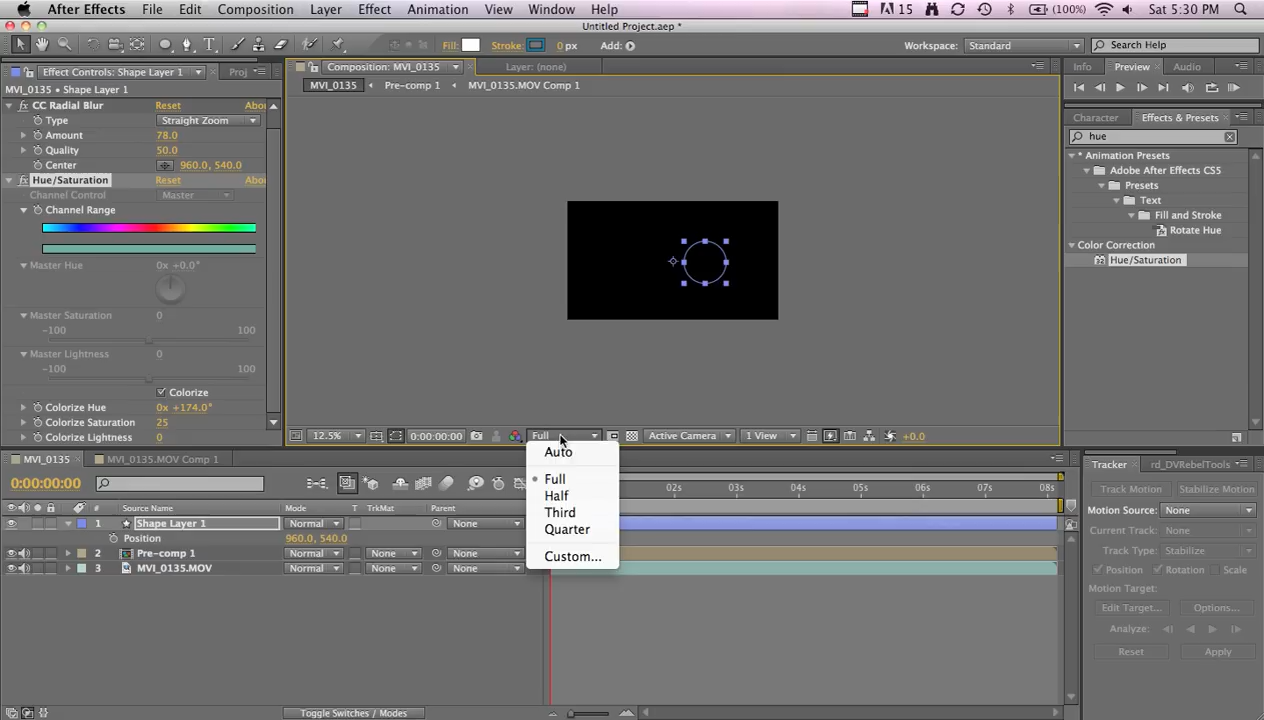 After Effects File Edit Composition Layer Effect Animation View Window Help 15 (100%) Sat 5:30 PM
Untitled Project.aep *
Fill: Stroke: 0 px Add: Workspace: Standard Search Help
Effect Controls: Shape Layer 1 Proj Composition: MVI_0135 Layer: (none) Info Preview Audio
MVI_0135 • Shape Layer 1 MVI_0135 Pre-comp 1 MVI_0135.MOV Comp 1
CC Radial Blur Reset Abou
Type Straight Zoom
Amount 78.0
Quality 50.0
Center 960.0, 540.0
Hue/Saturation Reset Abou
Channel Control Master
Channel Range
Master Hue 0x +0.0°
Master Saturation 0
-100 100
Master Lightness 0
-100 100
Colorize
Colorize Hue 0x +174.0°
Colorize Saturation 25
Colorize Lightness 0
Character Effects & Presets
hue
* Animation Presets
Adobe After Effects CS5
Presets
Text
Fill and Stroke
Rotate Hue
Color Correction
Hue/Saturation
12.5% 0:00:00:00 Full Active Camera 1 View +0.0
Auto
Full
Half
Third
Quarter
Custom...
MVI_0135 MVI_0135.MOV Comp 1
0:00:00:00 02s 03s 04s 05s 06s 07s 08s
# Source Name Mode T TrkMat Parent
1 Shape Layer 1 Normal None
Position 960.0, 540.0
2 Pre-comp 1 Normal None None
3 MVI_0135.MOV Normal None None
Toggle Switches / Modes
Tracker rd_DVRebelTools
Track Motion Stabilize Motion
Motion Source: None
Current Track: None
Track Type: Stabilize
Position Rotation Scale
Motion Target:
Edit Target... Options...
Analyze:
Reset Apply